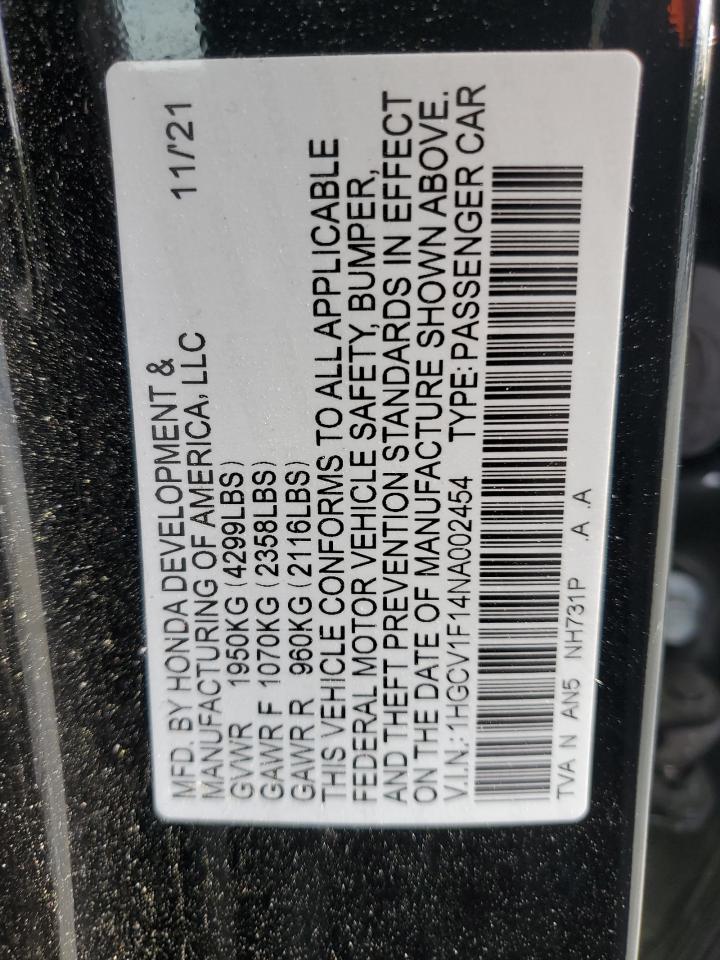 MFD. BY HONDA DEVELOPMENT & 11/'21
MANUFACTURING OF AMERICA, LLC
GVWR 1950KG (4299LBS)
GAWR F 1070KG (2358LBS)
GAWR R 960KG (2116LBS)
THIS VEHICLE CONFORMS TO ALL APPLICABLE
FEDERAL MOTOR VEHICLE SAFETY, BUMPER,
AND THEFT PREVENTION STANDARDS IN EFFECT
ON THE DATE OF MANUFACTURE SHOWN ABOVE.
V.I.N.: 1HGCV1F14NA002454 TYPE: PASSENGER CAR
TVA N AN5 NH731P .A .A